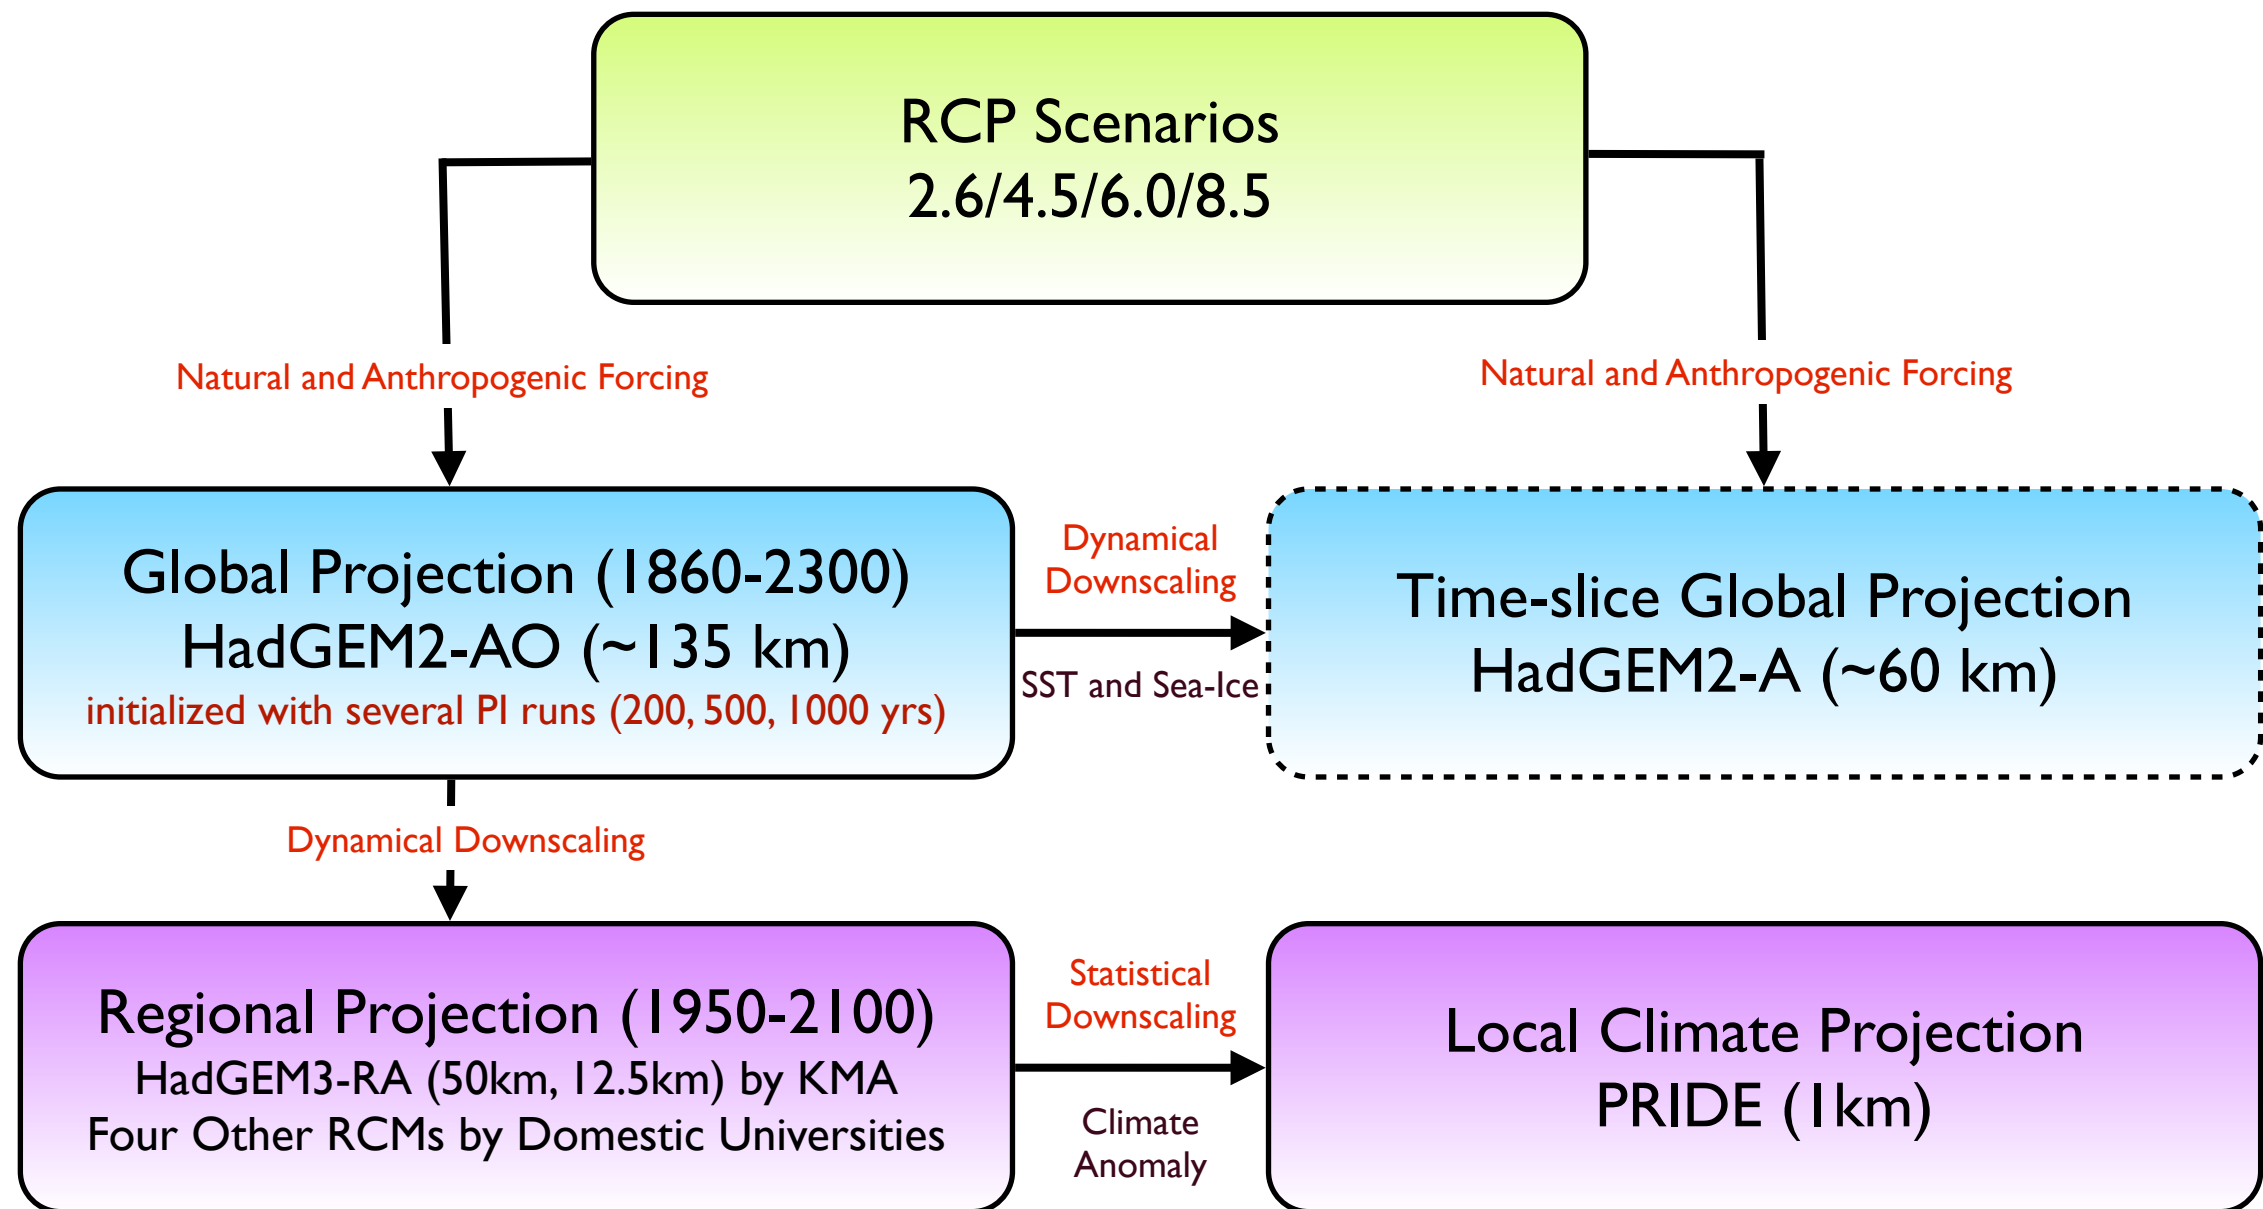 RCP Scenarios
2.6/4.5/6.0/8.5
Natural and Anthropogenic Forcing
Natural and Anthropogenic Forcing
Global Projection (1860-2300)
HadGEM2-AO (~135 km)
initialized with several PI runs (200, 500, 1000 yrs)
Dynamical
Downscaling
SST and Sea-Ice
Time-slice Global Projection
HadGEM2-A (~60 km)
Dynamical Downscaling
Regional Projection (1950-2100)
HadGEM3-RA (50km, 12.5km) by KMA
Four Other RCMs by Domestic Universities
Statistical
Downscaling
Climate
Anomaly
Local Climate Projection
PRIDE (1km)